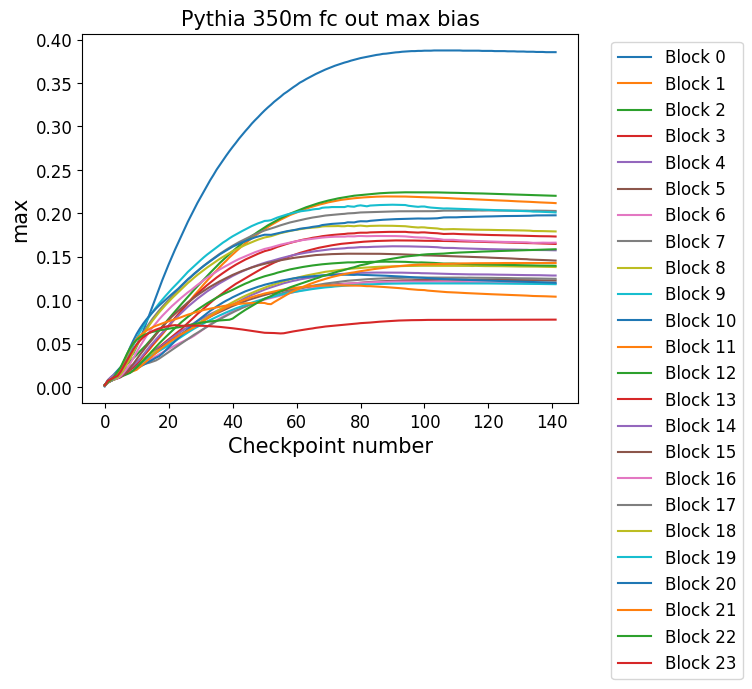 Pythia 350m fc out max bias
max
0.40
0.35
0.30
0.25
0.20
0.15
0.10
0.05
0.00
0 20 40 60 80 100 120 140
Checkpoint number
Block 0
Block 1
Block 2
Block 3
Block 4
Block 5
Block 6
Block 7
Block 8
Block 9
Block 10
Block 11
Block 12
Block 13
Block 14
Block 15
Block 16
Block 17
Block 18
Block 19
Block 20
Block 21
Block 22
Block 23